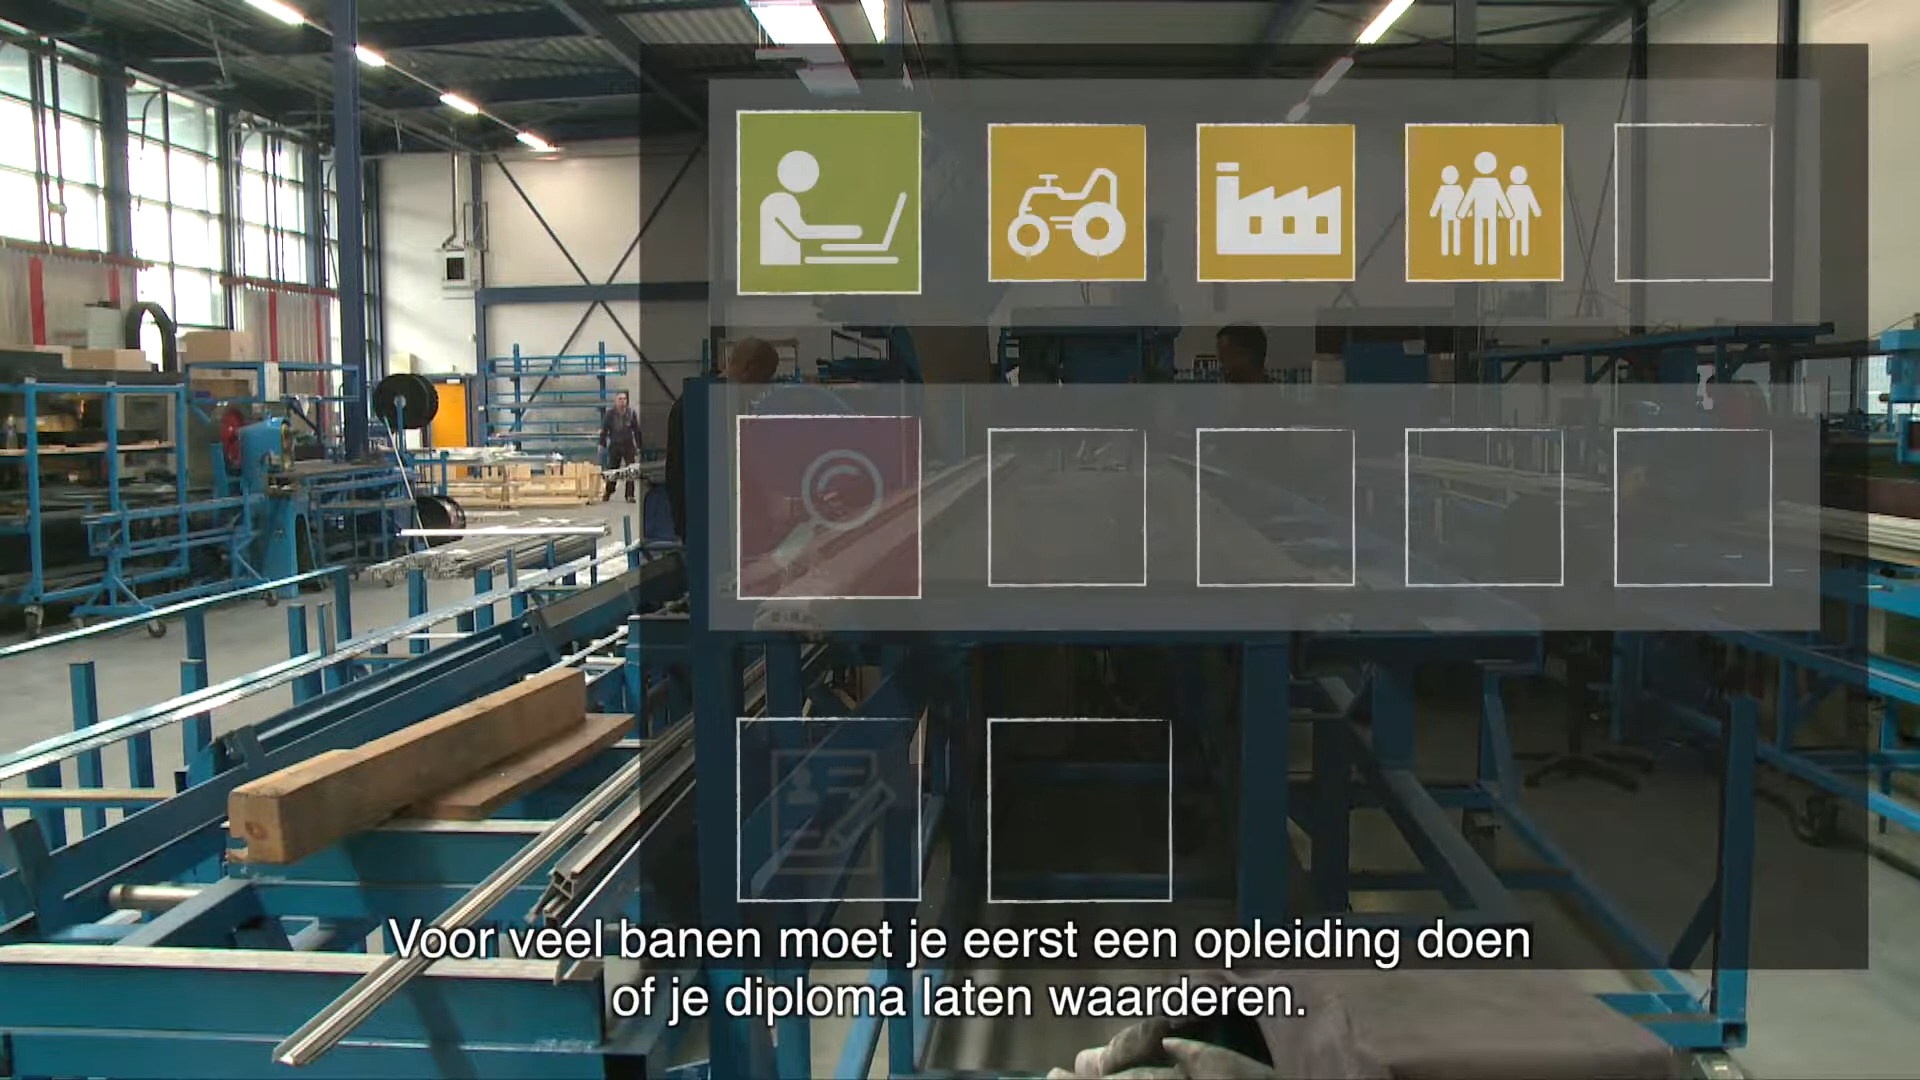 Voor veel banen moet je eerst een opleiding doen
of je diploma laten waarderen.